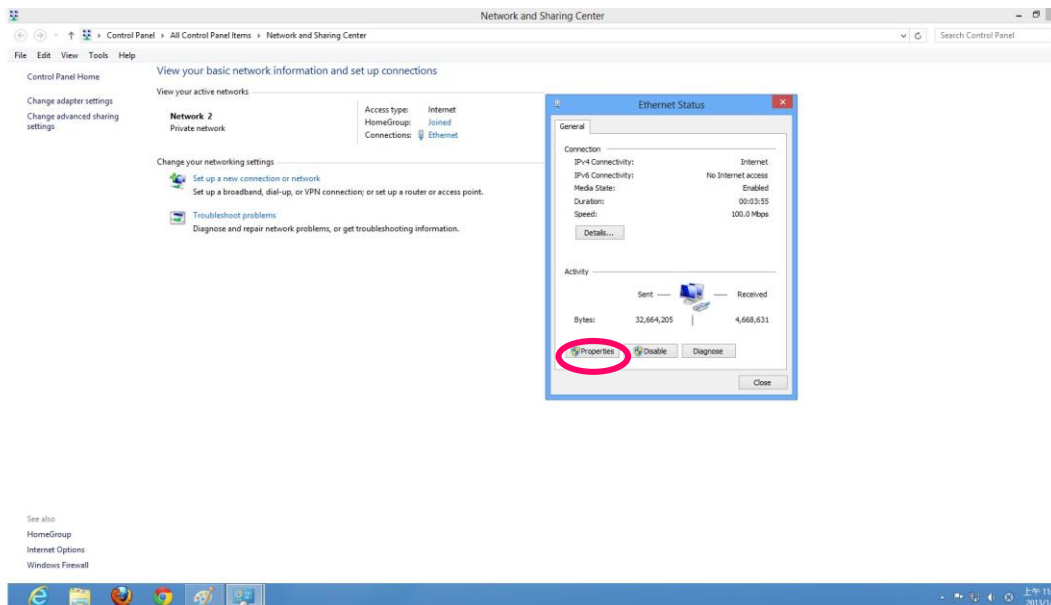 Network and Sharing Center
Control Panel All Control Panel Items Network and Sharing Center
Search Control Panel
File Edit View Tools Help
Control Panel Home
Change adapter settings
Change advanced sharing
settings
View your basic network information and set up connections
View your active networks
Network 2
Private network
Access type: Internet
HomeGroup: Joined
Connections: Ethernet
Change your networking settings
Set up a new connection or network
Set up a broadband, dial-up, or VPN connection; or set up a router or access point.
Troubleshoot problems
Diagnose and repair network problems, or get troubleshooting information.
See also
HomeGroup
Internet Options
Windows Firewall
Ethernet Status
General
Connection
IPv4 Connectivity: Internet
IPv6 Connectivity: No Internet access
Media State: Enabled
Duration: 00:03:55
Speed: 100.0 Mbps
Details...
Activity
Sent Received
Bytes: 32,664,205 4,668,631
Properties Disable Diagnose
Close
上午 11
2013/1